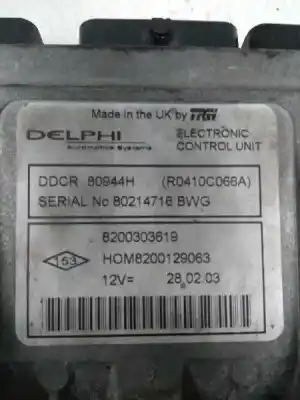 Made in the UK by TRW
DELPHI
Automotive Systems
ELECTRONIC
CONTROL UNIT
DDCR 80944H (R0410C066A)
SERIAL No 80214716 BWG
8200303619
153
HOM8200129063
12V= 28.02.03